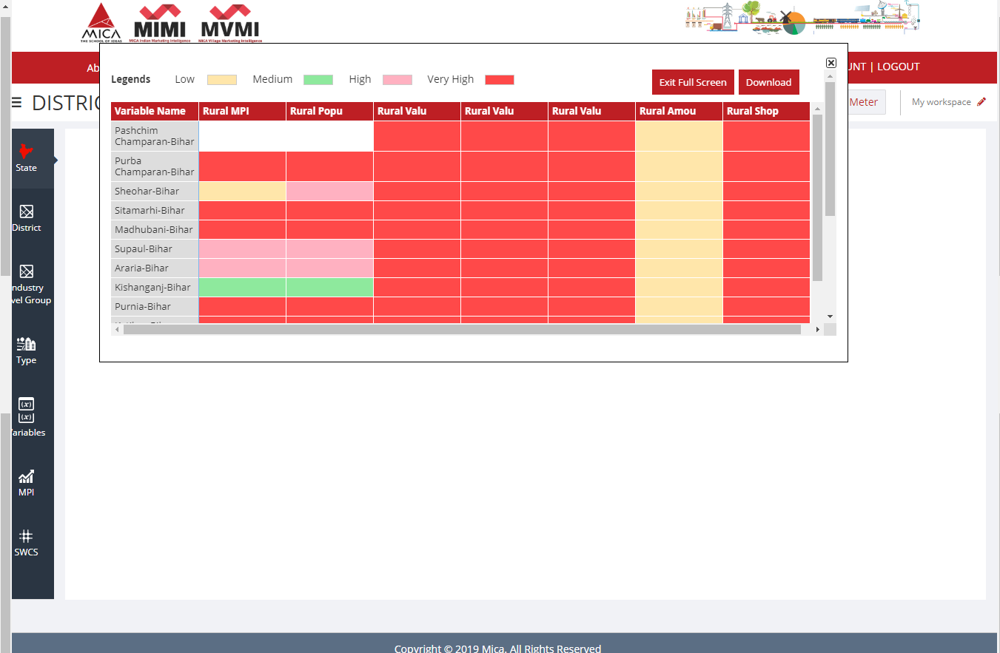 MICA
THE SCHOOL OF IDEAS
MIMI
MICA Indian Marketing Intelligence
MVMI
MICA Village Marketing Intelligence
Ab
UNT | LOGOUT
DISTRIC
Meter
My workspace
Legends Low Medium High Very High
Exit Full Screen Download
Variable Name Rural MPI Rural Popu Rural Valu Rural Valu Rural Valu Rural Amou Rural Shop
Pashchim
Champaran-Bihar
Purba
Champaran-Bihar
Sheohar-Bihar
Sitamarhi-Bihar
Madhubani-Bihar
Supaul-Bihar
Araria-Bihar
Kishanganj-Bihar
Purnia-Bihar
State
District
ndustry
vel Group
Type
(x)
(x)
ariables
MPI
SWCS
Copyright © 2019 Mica. All Rights Reserved